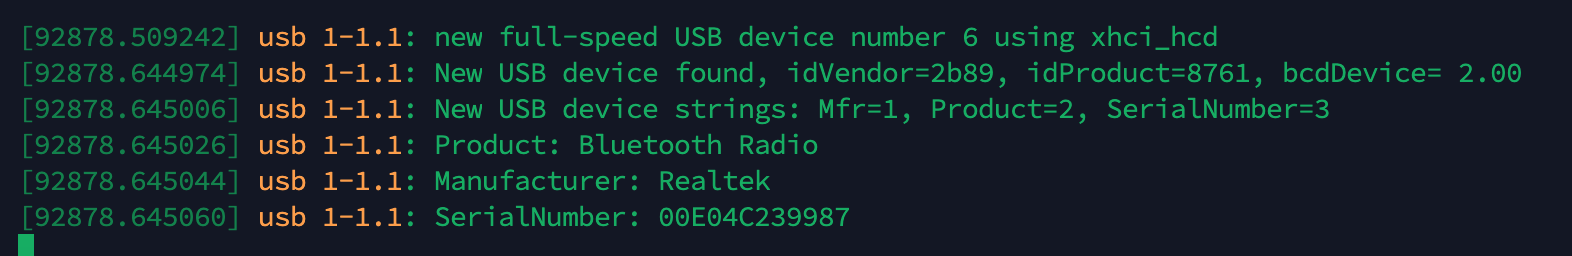 [92878.509242] usb 1-1.1: new full-speed USB device number 6 using xhci_hcd
[92878.644974] usb 1-1.1: New USB device found, idVendor=2b89, idProduct=8761, bcdDevice= 2.00
[92878.645006] usb 1-1.1: New USB device strings: Mfr=1, Product=2, SerialNumber=3
[92878.645026] usb 1-1.1: Product: Bluetooth Radio
[92878.645044] usb 1-1.1: Manufacturer: Realtek
[92878.645060] usb 1-1.1: SerialNumber: 00E04C239987